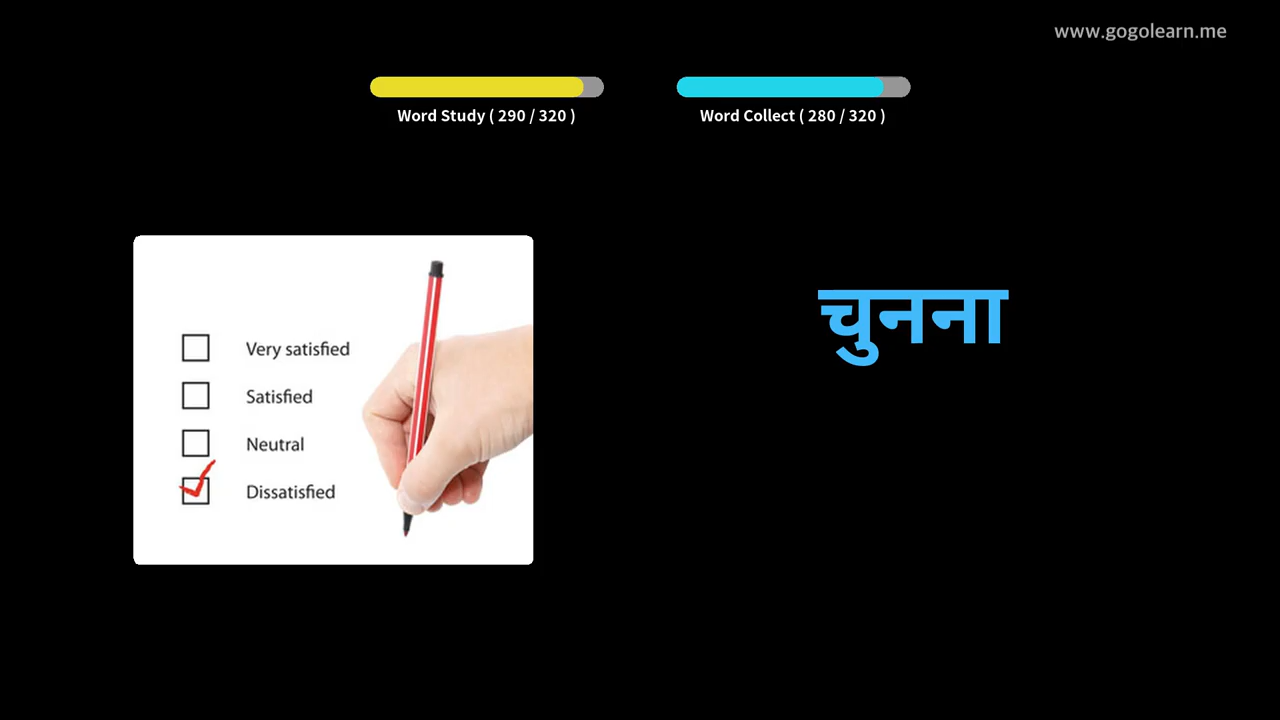 www.gogolearn.me
Word Study ( 290 / 320 )
Word Collect ( 280 / 320 )
Very satisfied
Satisfied
Neutral
Dissatisfied
चुनना